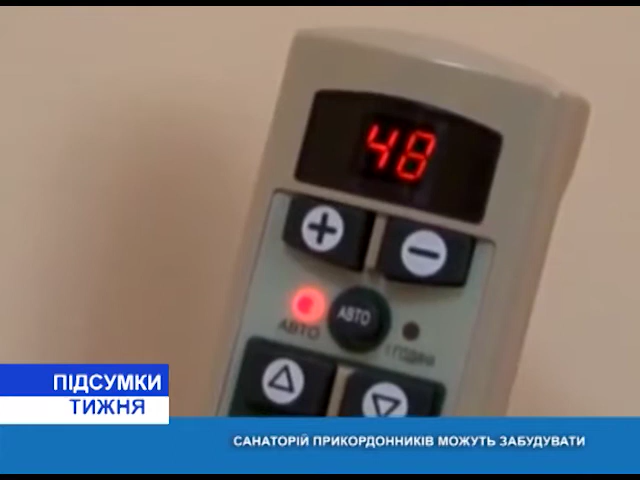 48
АВТО
АВТО
ПІДСУМКИ
ТИЖНЯ
САНАТОРІЙ ПРИКОРДОННИКІВ МОЖУТЬ ЗАБУДУВАТИ